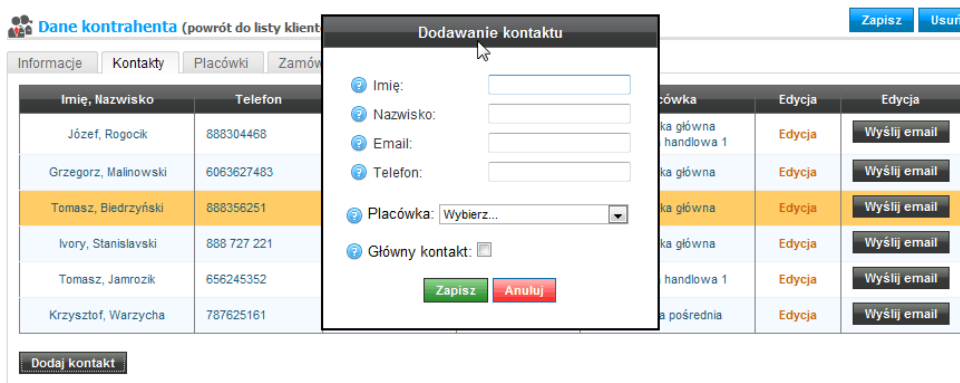 Dane kontrahenta (powrót do listy klient
Zapisz Usuń
Informacje Kontakty Placówki Zamów
Imię, Nazwisko Telefon cówka Edycja Edycja
Józef, Rogocik 888304468 ka główna handlowa 1 Edycja Wyślij email
Grzegorz, Malinowski 6063627483 ka główna Edycja Wyślij email
Tomasz, Biedrzyński 888356251 ka główna Edycja Wyślij email
Ivory, Stanislavski 888 727 221 ka główna Edycja Wyślij email
Tomasz, Jamrozik 656245352 handlowa 1 Edycja Wyślij email
Krzysztof, Warzycha 787625161 a pośrednia Edycja Wyślij email
Dodaj kontakt
Dodawanie kontaktu
Imię:
Nazwisko:
Email:
Telefon:
Placówka: Wybierz...
Główny kontakt:
Zapisz Anuluj